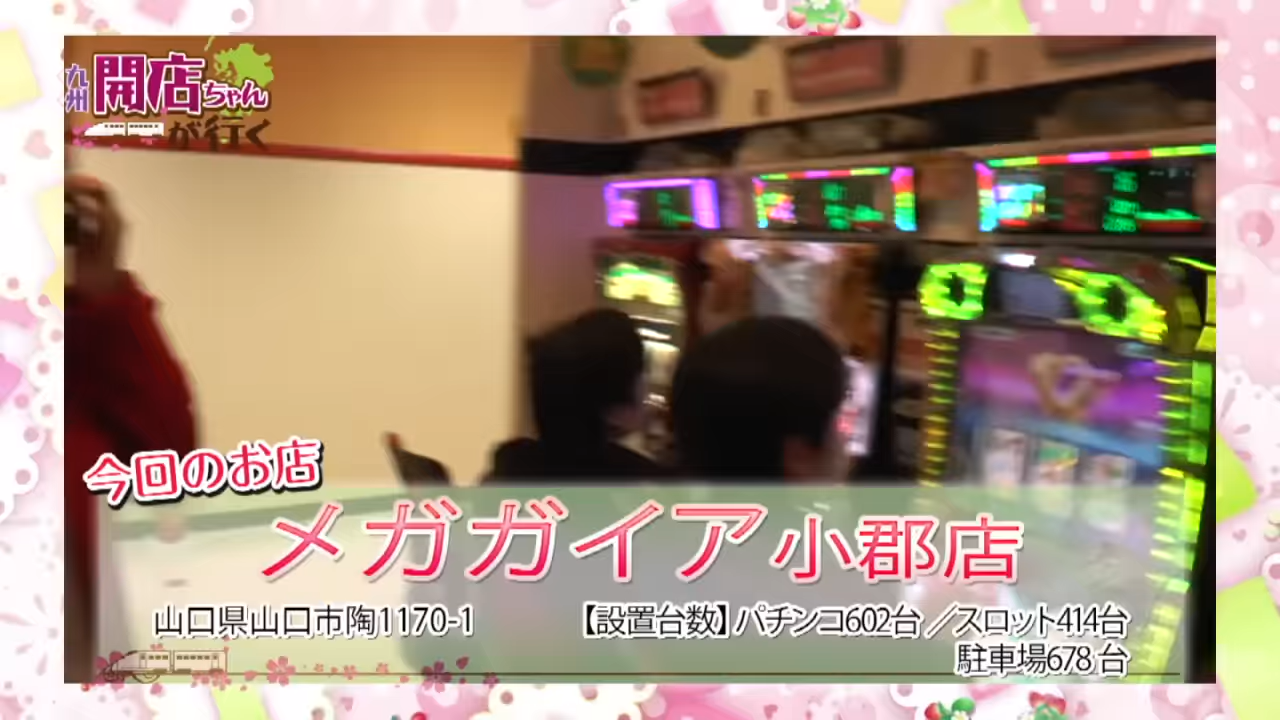 九州
開店ちゃん
が行く
今回のお店
メガガイア小郡店
山口県山口市陶1170-1
【設置台数】パチンコ602台／スロット414台
駐車場678台